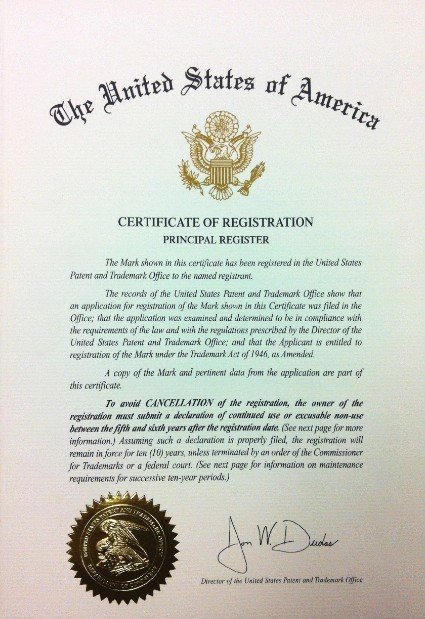 The United States of America
CERTIFICATE OF REGISTRATION
PRINCIPAL REGISTER
The Mark shown in this certificate has been registered in the United States
Patent and Trademark Office to the named registrant.
The records of the United States Patent and Trademark Office show that
an application for registration of the Mark shown in this Certificate was filed in the
Office; that the application was examined and determined to be in compliance with
the requirements of the law and with the regulations prescribed by the Director of the
United States Patent and Trademark Office; and that the Applicant is entitled to
registration of the Mark under the Trademark Act of 1946, as Amended.
A copy of the Mark and pertinent data from the application are part of
this certificate.
To avoid CANCELLATION of the registration, the owner of the
registration must submit a declaration of continued use or excusable non-use
between the fifth and sixth years after the registration date. (See next page for more
information.) Assuming such a declaration is properly filed, the registration will
remain in force for ten (10) years, unless terminated by an order of the Commissioner
for Trademarks or a federal court. (See next page for information on maintenance
requirements for successive ten-year periods.)
Jon W. Dudas
Director of the United States Patent and Trademark Office